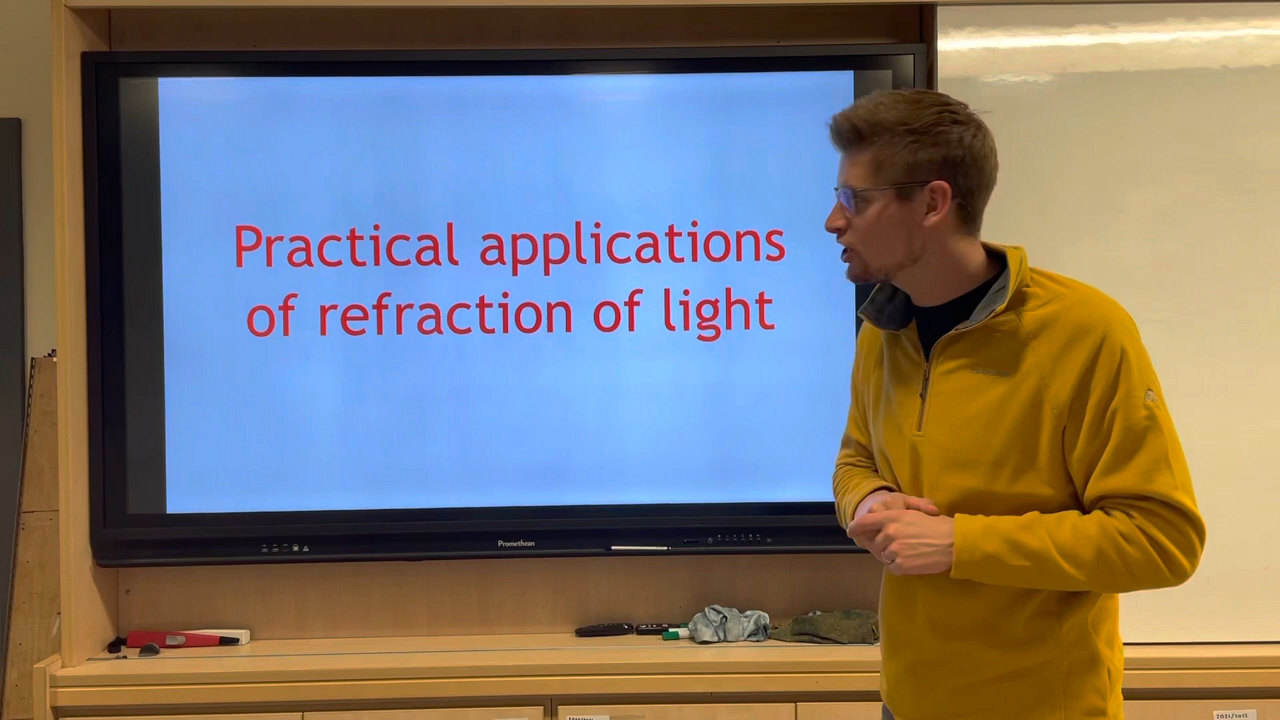 Practical applications
of refraction of light
Promethean